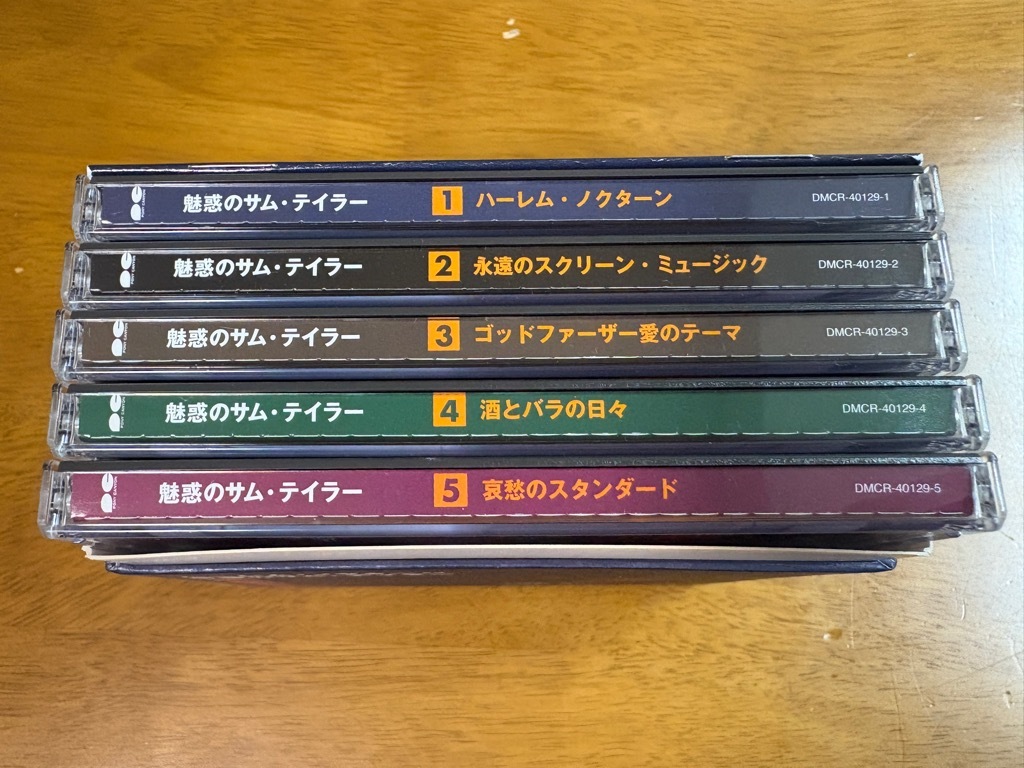 魅惑のサム・テイラー 1 ハーレム・ノクターン DMCR-40129-1
魅惑のサム・テイラー 2 永遠のスクリーン・ミュージック DMCR-40129-2
魅惑のサム・テイラー 3 ゴッドファーザー愛のテーマ DMCR-40129-3
魅惑のサム・テイラー 4 酒とバラの日々 DMCR-40129-4
魅惑のサム・テイラー 5 哀愁のスタンダード DMCR-40129-5
PONY CANYON